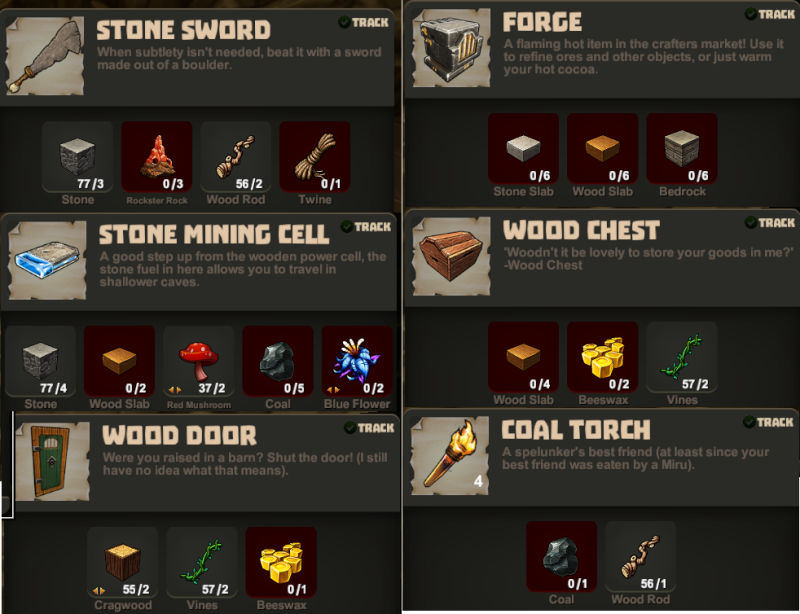 STONE SWORD
TRACK
When subtlety isn't needed, beat it with a sword
made out of a boulder.
77/3
0/3
56/2
0/1
Stone
Rockster Rock
Wood Rod
Twine
STONE MINING CELL
TRACK
A good step up from the wooden power cell, the
stone fuel in here allows you to travel in
shallower caves.
77/4
0/2
37/2
0/5
0/2
Stone
Wood Slab
Red Mushroom
Coal
Blue Flower
WOOD DOOR
TRACK
Were you raised in a barn? Shut the door! (I still
have no idea what that means).
55/2
57/2
0/1
Cragwood
Vines
Beeswax
FORGE
TRACK
A flaming hot item in the crafters market! Use it
to refine ores and other objects, or just warm
your hot cocoa.
0/6
0/6
0/6
Stone Slab
Wood Slab
Bedrock
WOOD CHEST
TRACK
'Woodn't it be lovely to store your goods in me?'
-Wood Chest
0/4
0/2
57/2
Wood Slab
Beeswax
Vines
COAL TORCH
TRACK
A spelunker's best friend (at least since your
best friend was eaten by a Miru).
4
0/1
56/1
Coal
Wood Rod